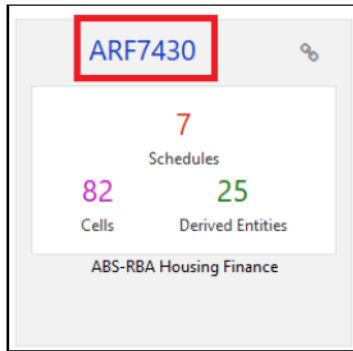 ARF7430
7
Schedules
82 25
Cells Derived Entities
ABS-RBA Housing Finance